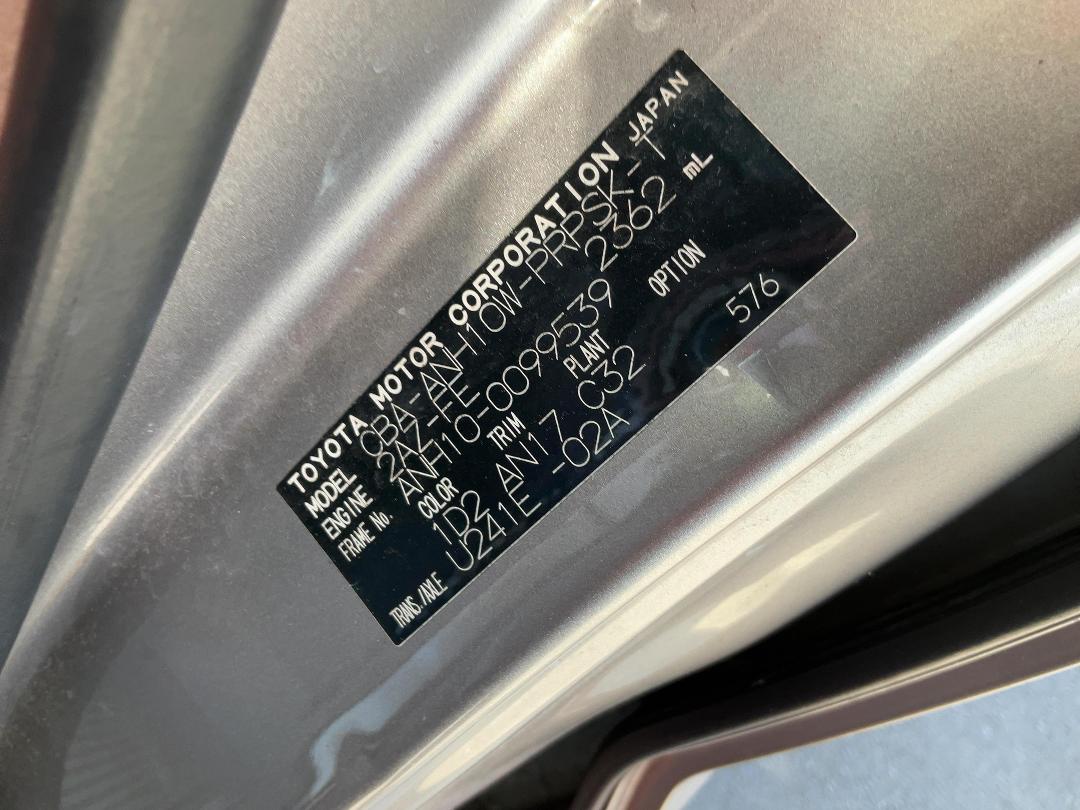 TOYOTA MOTOR CORPORATION JAPAN
MODEL CBA-ANH10W-PRPSK-T
ENGINE 2AZ-FE 2362 mL
FRAME No. ANH10-0099539
COLOR TRIM PLANT OPTION
1D2 AN17 C32 576
TRANS./AXLE U241E -02A